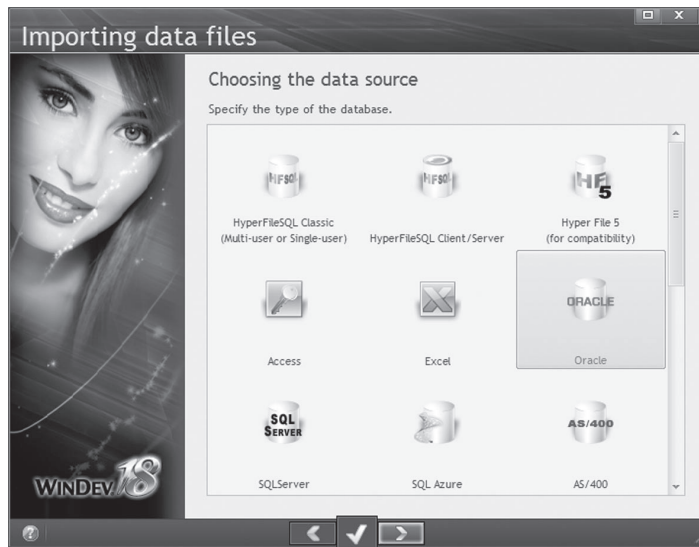 Importing data files
Choosing the data source
Specify the type of the database.
HFSQL
HFSQL
HF
5
HyperFileSQL Classic
(Multi-user or Single-user)
HyperFileSQL Client/Server
Hyper File 5
(for compatibility)
ORACLE
Access
Excel
Oracle
SQL
SERVER
AS/400
SQLServer
SQL Azure
AS/400
WINDEV 18